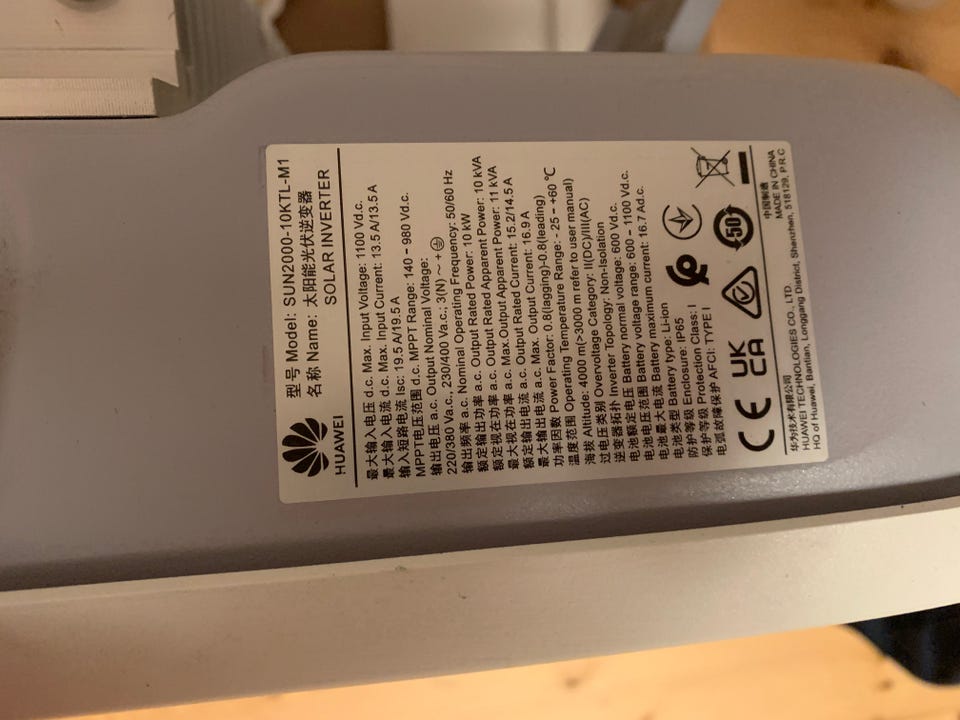 HUAWEI
型号 Model: SUN2000-10KTL-M1
名称 Name: 太阳能光伏逆变器
SOLAR INVERTER
最大输入电压 d.c. Max. Input Voltage: 1100 Vd.c.
最大输入电流 d.c. Max. Input Current: 13.5 A/13.5 A
输入短路电流 Isc: 19.5 A/19.5 A
MPPT电压范围 d.c. MPPT Range: 140 - 980 Vd.c.
输出电压 a.c. Output Nominal Voltage:
220/380 Va.c., 230/400 Va.c.; 3(N) ～ + ⏚
输出频率 a.c. Nominal Operating Frequency: 50/60 Hz
额定输出功率 a.c. Output Rated Power: 10 kW
额定视在功率 a.c. Output Rated Apparent Power: 10 kVA
最大视在功率 a.c. Max.Output Apparent Power: 11 kVA
额定输出电流 a.c. Output Rated Current: 15.2/14.5 A
最大输出电流 a.c. Max. Output Current: 16.9 A
功率因数 Power Factor: 0.8(lagging)-0.8(leading)
温度范围 Operating Temperature Range: - 25 ~ +60 ℃
海拔 Altitude: 4000 m(>3000 m refer to user manual)
过电压类别 Overvoltage Category: II(DC)/III(AC)
逆变器拓扑 Inverter Topology: Non-Isolation
电池额定电压 Battery normal voltage: 600 Vd.c.
电池电压范围 Battery voltage range: 600 - 1100 Vd.c.
电池最大电流 Battery maximum current: 16.7 Ad.c.
电池类型 Battery type: Li-ion
防护等级 Enclosure: IP65
保护等级 Protection Class: I
电弧故障保护 AFCI: TYPE I
CE UK CA 50
华为技术有限公司 中国制造
HUAWEI TECHNOLOGIES CO., LTD. MADE IN CHINA
HQ of Huawei, Bantian, Longgang District, Shenzhen, 518129, P.R.C